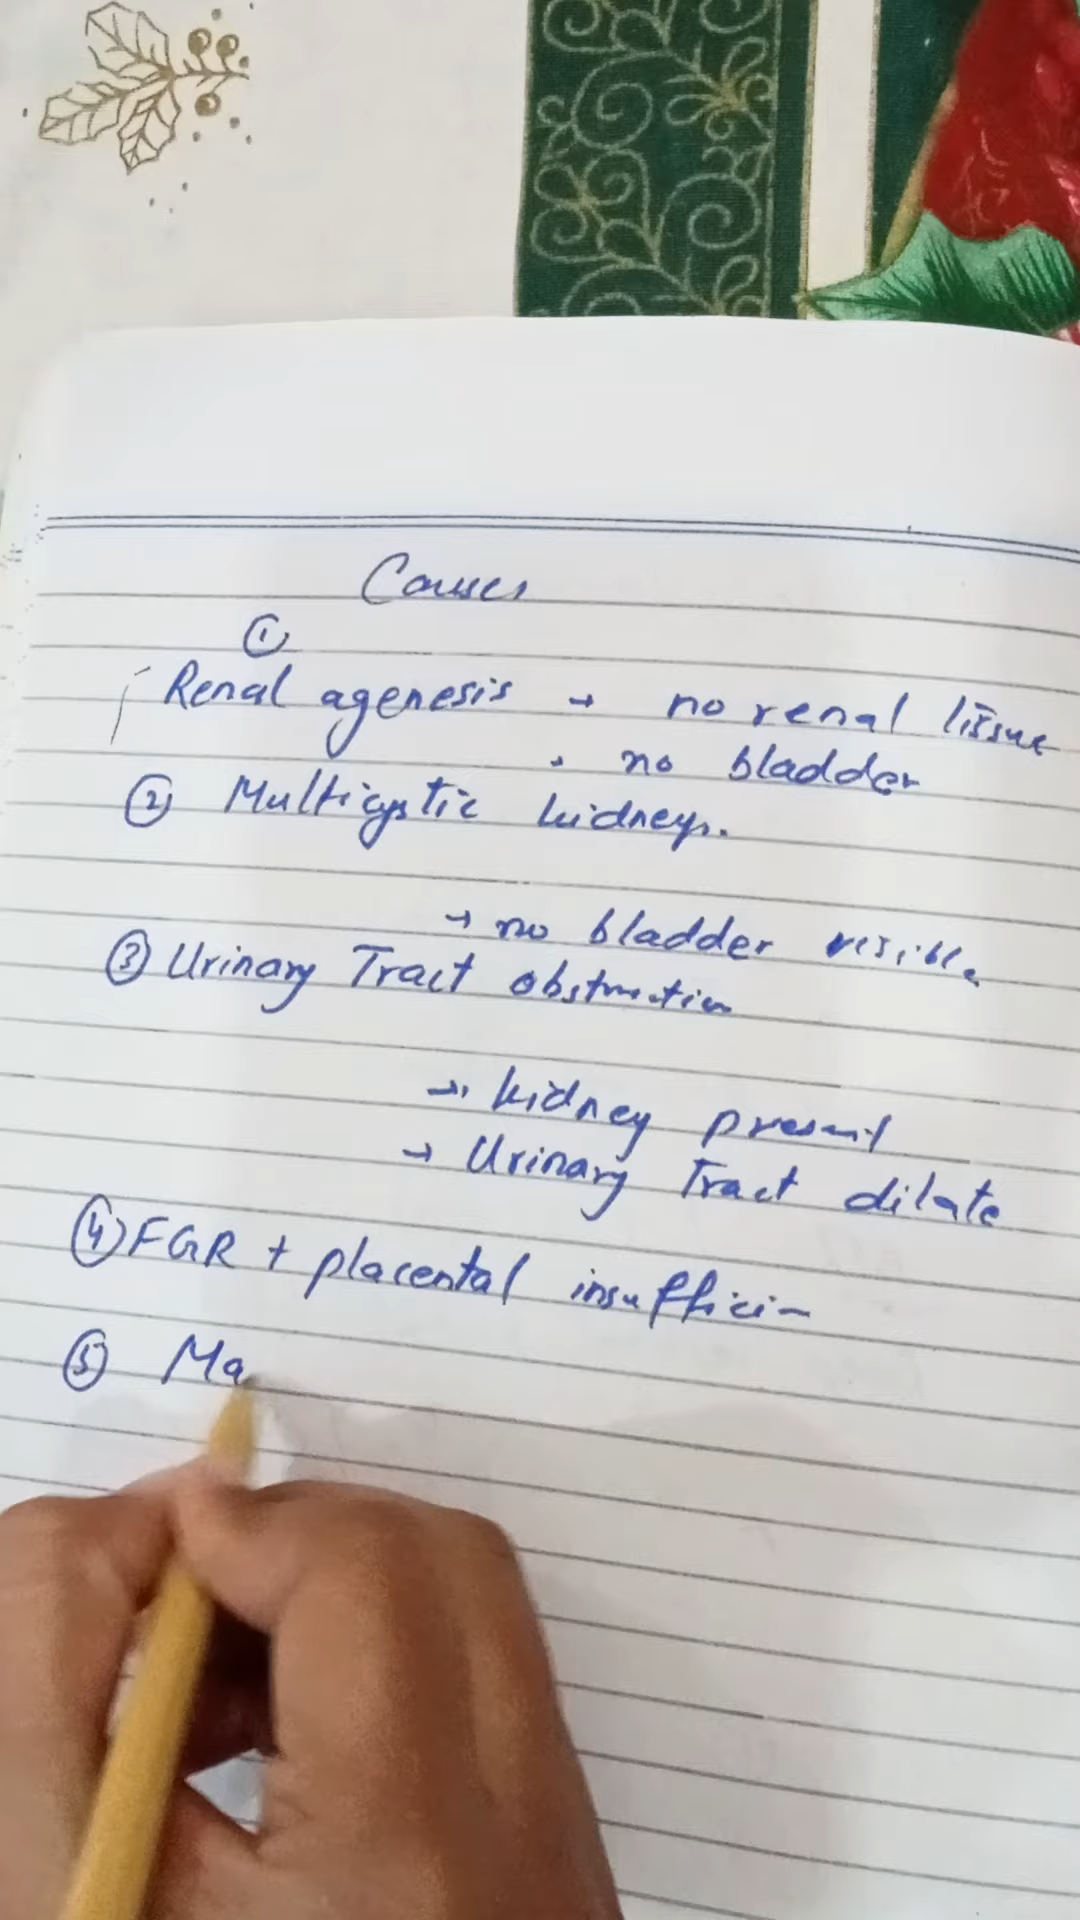 Causes
①
Renal agenesis → no renal tissue
. no bladder
② Multicystic kidneys.
→ no bladder visible
③ Urinary Tract obstruction
→ kidney present
→ Urinary Tract dilate
④ FGR + placental insufficien
⑤ Ma